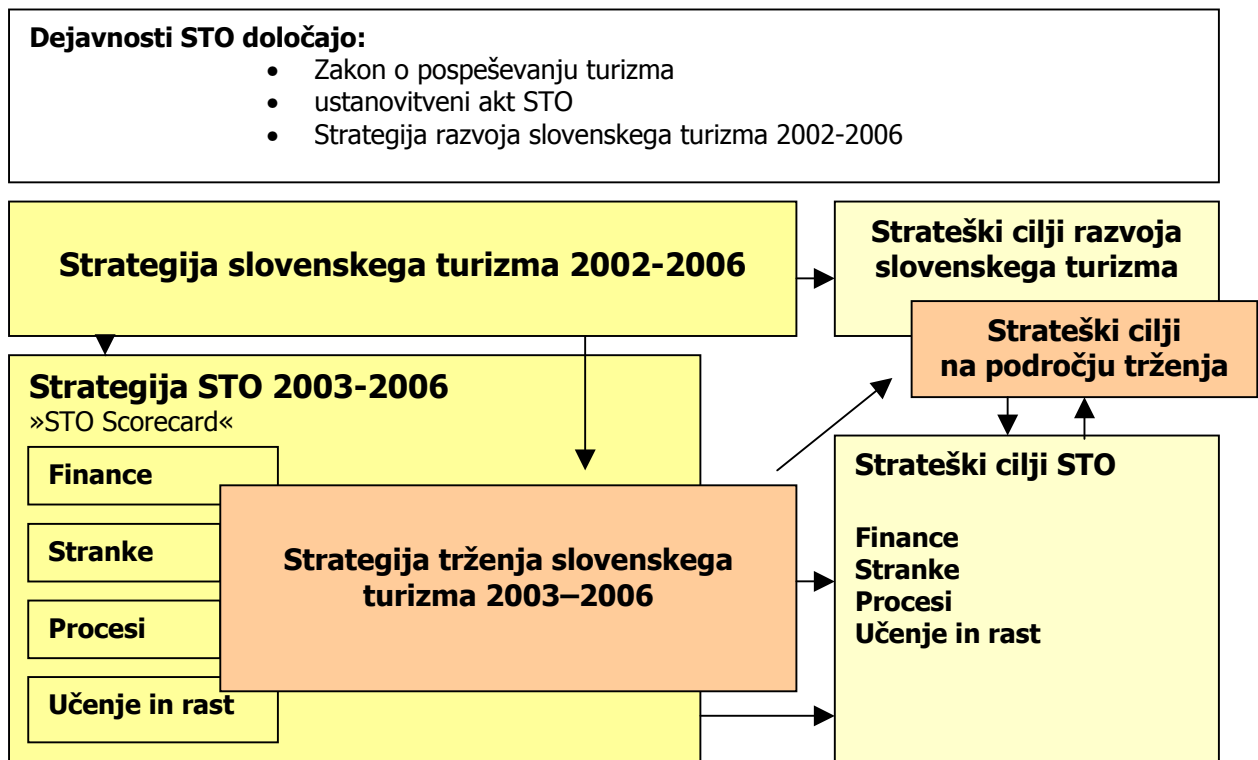 Dejavnosti STO določajo:
• Zakon o pospeševanju turizma
• ustanovitveni akt STO
• Strategija razvoja slovenskega turizma 2002-2006
Strategija slovenskega turizma 2002-2006
Strateški cilji razvoja
slovenskega turizma
Strateški cilji
na področju trženja
Strategija STO 2003-2006
»STO Scorecard«
Finance
Stranke
Procesi
Učenje in rast
Strategija trženja slovenskega
turizma 2003–2006
Strateški cilji STO
Finance
Stranke
Procesi
Učenje in rast